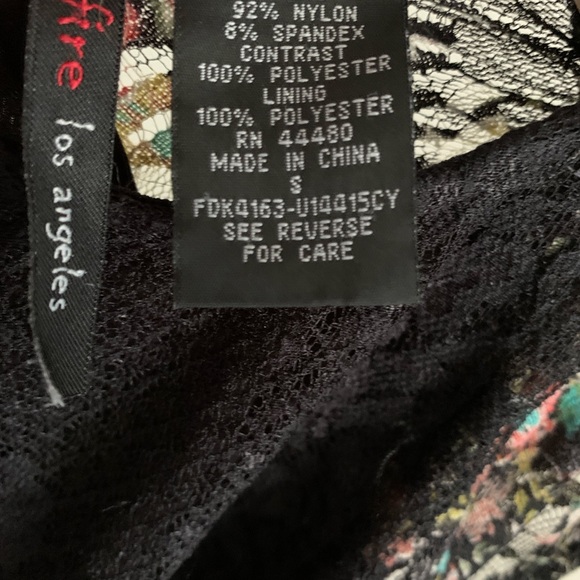 fire
los angeles
92% NYLON
8% SPANDEX
CONTRAST
100% POLYESTER
LINING
100% POLYESTER
RN 44480
MADE IN CHINA
S
FDK4163-U14415CY
SEE REVERSE
FOR CARE